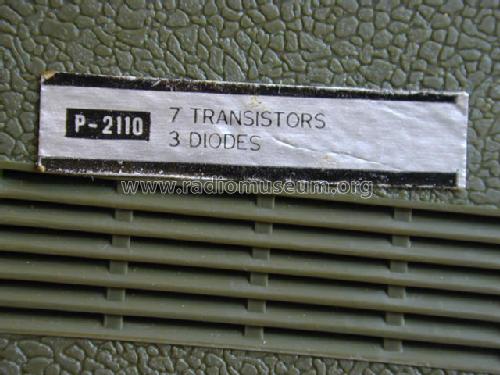 P-2110
7 TRANSISTORS
3 DIODES
www.radiomuseum.org